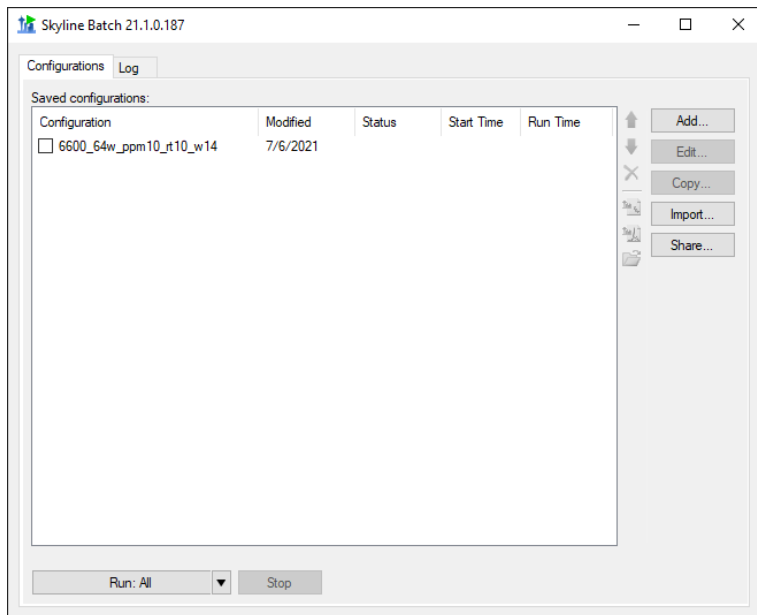 Skyline Batch 21.1.0.187
Configurations Log
Saved configurations:
Configuration Modified Status Start Time Run Time
6600_64w_ppm10_rt10_w14 7/6/2021
Add...
Edit...
Copy...
Import...
Share...
Run: All Stop